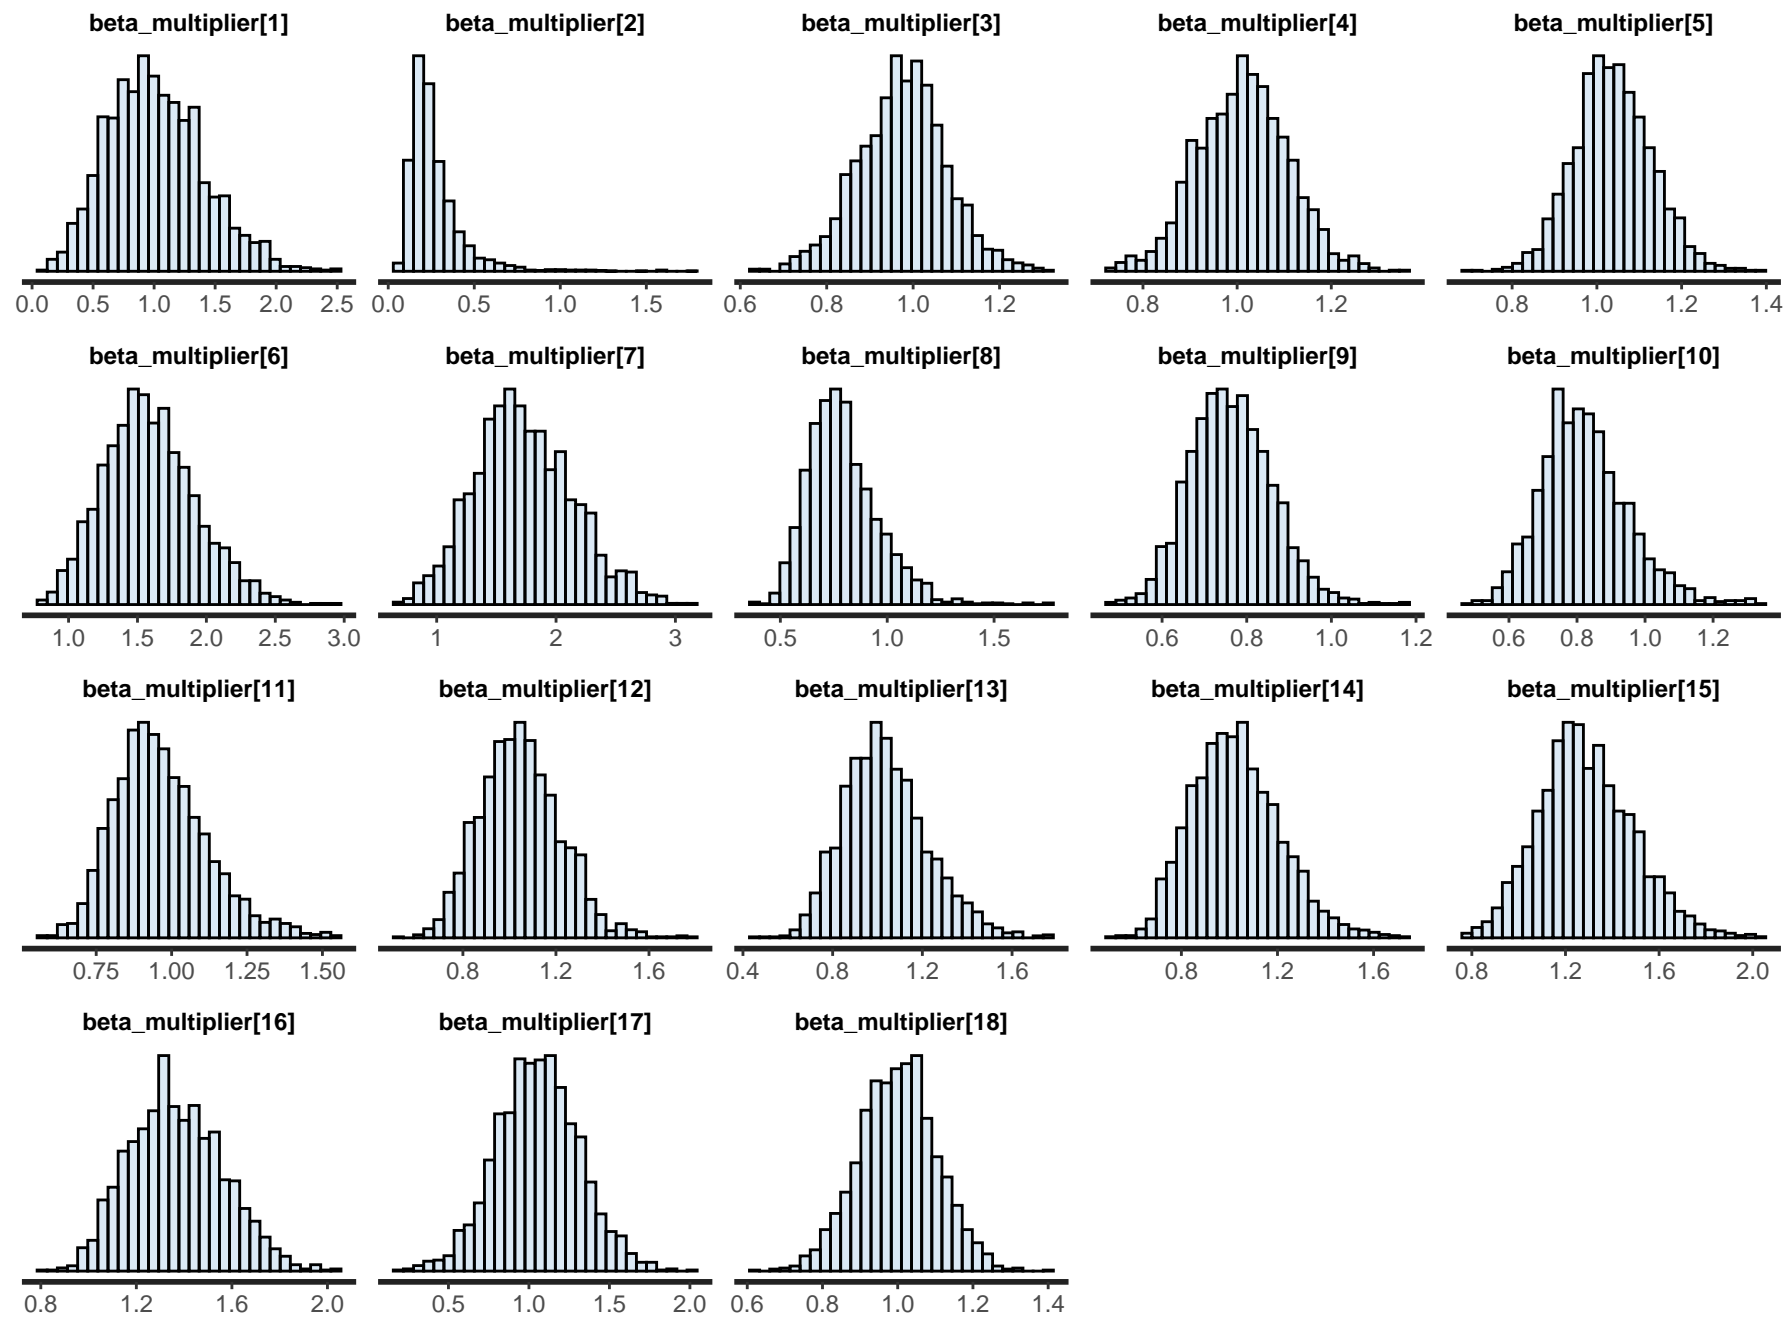 beta_multiplier[1] beta_multiplier[2] beta_multiplier[3] beta_multiplier[4] beta_multiplier[5]
0.0 0.5 1.0 1.5 2.0 2.5 0.0 0.5 1.0 1.5 0.6 0.8 1.0 1.2 0.8 1.0 1.2 0.8 1.0 1.2 1.4
beta_multiplier[6] beta_multiplier[7] beta_multiplier[8] beta_multiplier[9] beta_multiplier[10]
1.0 1.5 2.0 2.5 3.0 1 2 3 0.5 1.0 1.5 0.6 0.8 1.0 1.2 0.6 0.8 1.0 1.2
beta_multiplier[11] beta_multiplier[12] beta_multiplier[13] beta_multiplier[14] beta_multiplier[15]
0.75 1.00 1.25 1.50 0.8 1.2 1.6 0.4 0.8 1.2 1.6 0.8 1.2 1.6 0.8 1.2 1.6 2.0
beta_multiplier[16] beta_multiplier[17] beta_multiplier[18]
0.8 1.2 1.6 2.0 0.5 1.0 1.5 2.0 0.6 0.8 1.0 1.2 1.4